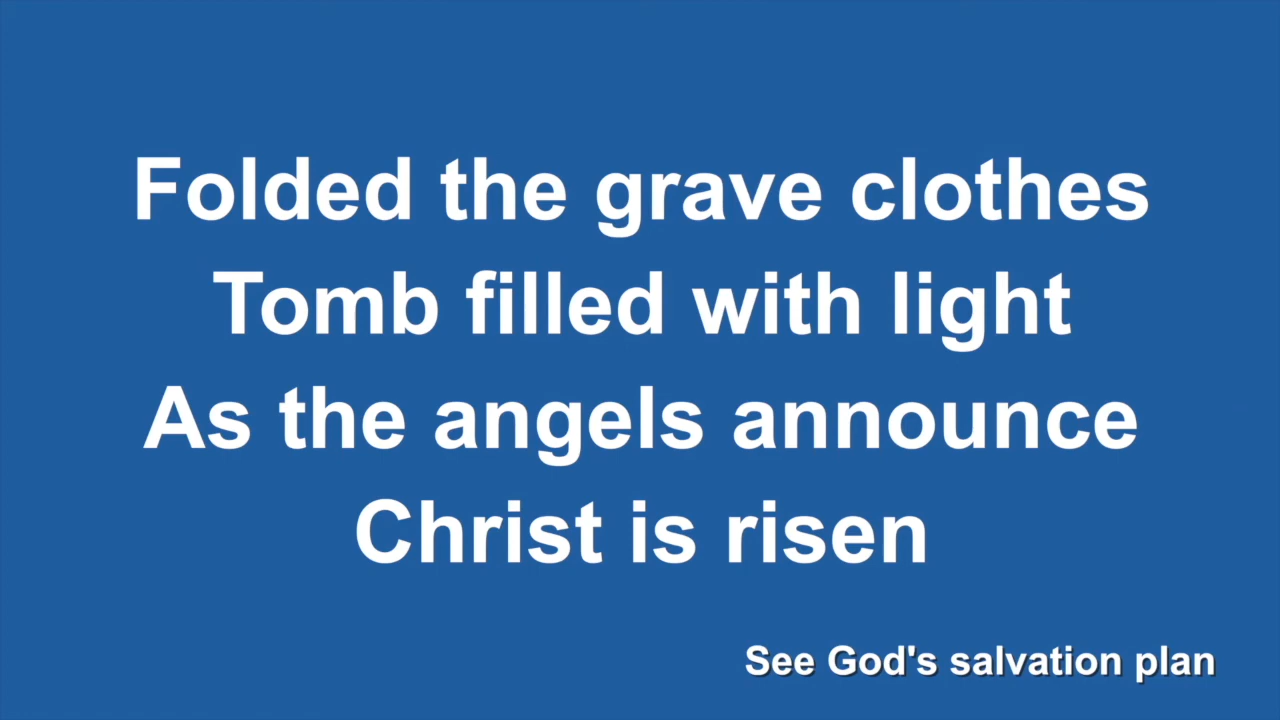 Folded the grave clothes
Tomb filled with light
As the angels announce
Christ is risen
See God's salvation plan